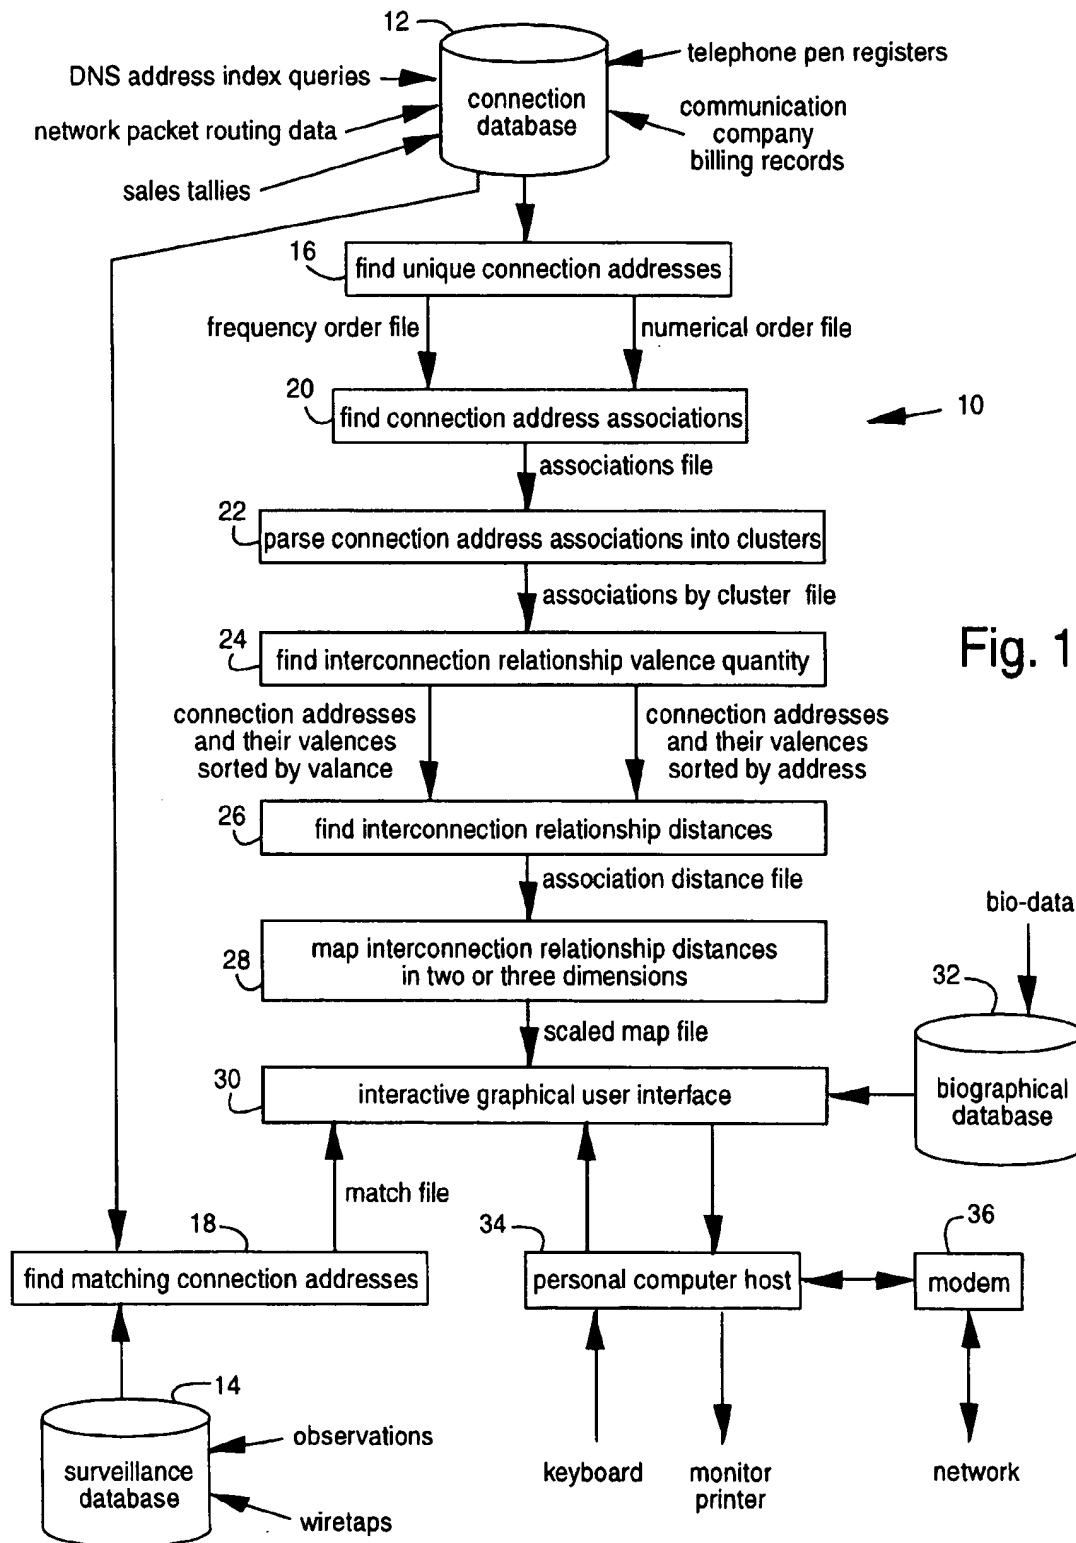 12
DNS address index queries
network packet routing data
sales tallies
connection
database
telephone pen registers
communication
company
billing records
16
find unique connection addresses
frequency order file
numerical order file
20
find connection address associations
10
associations file
22
parse connection address associations into clusters
associations by cluster file
24
find interconnection relationship valence quantity
Fig. 1
connection addresses
and their valences
sorted by valance
connection addresses
and their valences
sorted by address
26
find interconnection relationship distances
association distance file
bio-data
28
map interconnection relationship distances
in two or three dimensions
32
scaled map file
30
interactive graphical user interface
biographical
database
match file
18
find matching connection addresses
34
personal computer host
36
modem
14
surveillance
database
observations
wiretaps
keyboard
monitor
printer
network